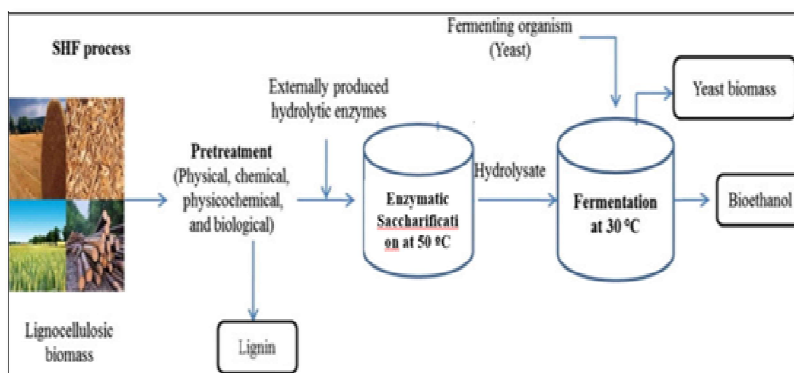 SHF process
Fermenting organism
(Yeast)
Externally produced
hydrolytic enzymes
Yeast biomass
Pretreatment
(Physical, chemical,
physicochemical,
and biological)
Enzymatic
Saccharificati
on at 50 ºC
Hydrolysate
Fermentation
at 30 °C
Bioethanol
Lignocellulosic
biomass
Lignin